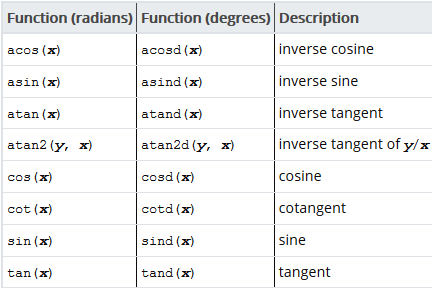 Function (radians) Function (degrees) Description
acos(x) acosd(x) inverse cosine
asin(x) asind(x) inverse sine
atan(x) atand(x) inverse tangent
atan2(y, x) atan2d(y, x) inverse tangent of y/x
cos(x) cosd(x) cosine
cot(x) cotd(x) cotangent
sin(x) sind(x) sine
tan(x) tand(x) tangent